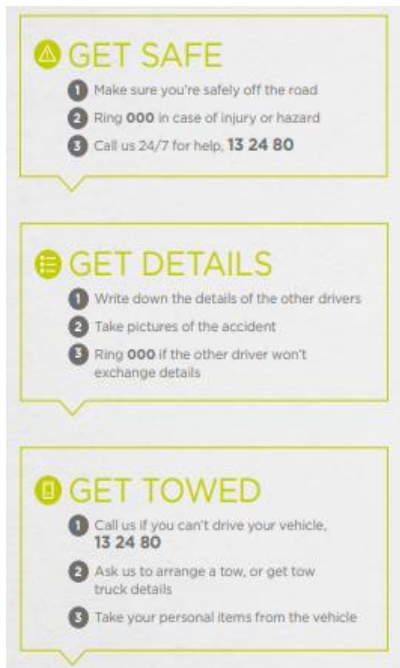 GET SAFE
1 Make sure you're safely off the road
2 Ring 000 in case of injury or hazard
3 Call us 24/7 for help, 13 24 80
GET DETAILS
1 Write down the details of the other drivers
2 Take pictures of the accident
3 Ring 000 if the other driver won't
exchange details
GET TOWED
1 Call us if you can't drive your vehicle,
13 24 80
2 Ask us to arrange a tow, or get tow
truck details
3 Take your personal items from the vehicle